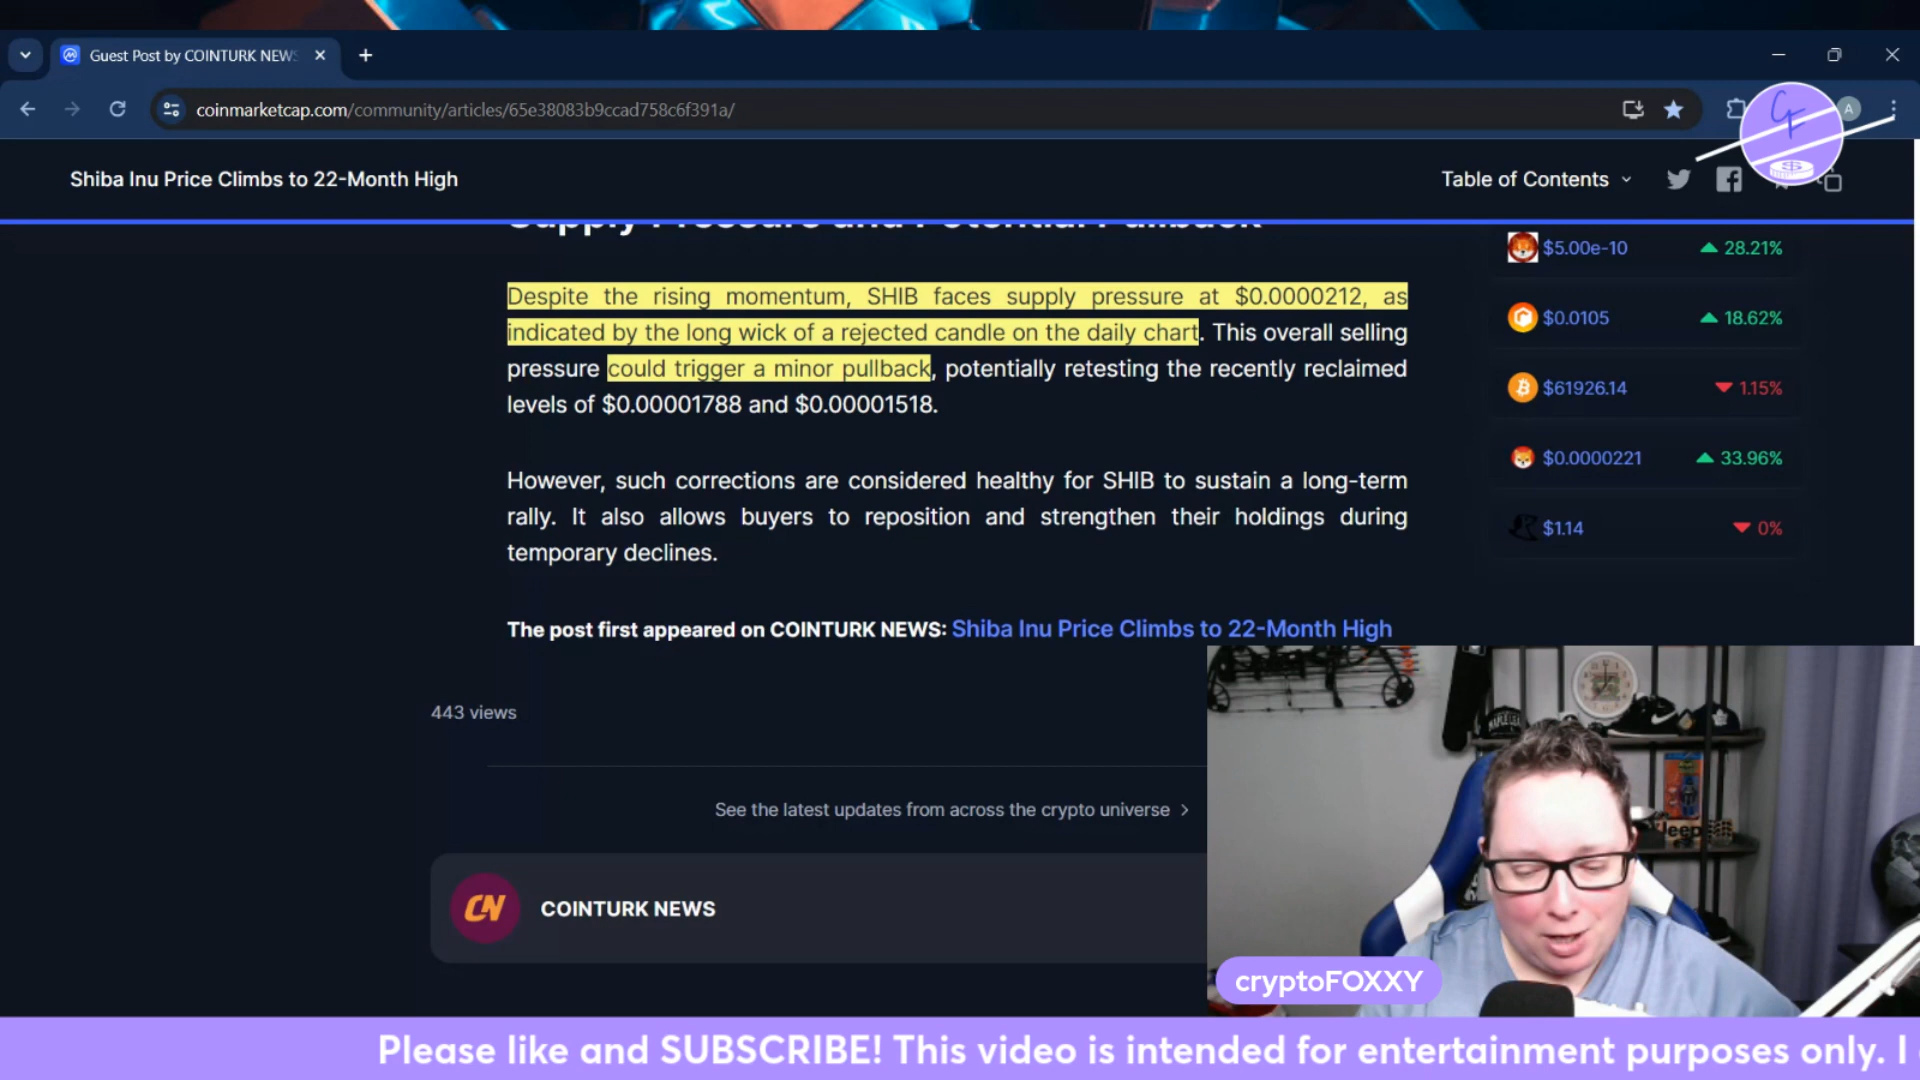 Guest Post by COINTURK NEWS
coinmarketcap.com/community/articles/65e38083b9ccad758c6f391a/
A
CF
$
Shiba Inu Price Climbs to 22-Month High
Table of Contents
Supply Pressure and Potential Pullback
Despite the rising momentum, SHIB faces supply pressure at $0.0000212, as
indicated by the long wick of a rejected candle on the daily chart. This overall selling
pressure could trigger a minor pullback, potentially retesting the recently reclaimed
levels of $0.00001788 and $0.00001518.
However, such corrections are considered healthy for SHIB to sustain a long-term
rally. It also allows buyers to reposition and strengthen their holdings during
temporary declines.
The post first appeared on COINTURK NEWS: Shiba Inu Price Climbs to 22-Month High
$5.00e-10 28.21%
$0.0105 18.62%
$61926.14 1.15%
$0.0000221 33.96%
$1.14 0%
443 views
See the latest updates from across the crypto universe
CN
COINTURK NEWS
Jeep
cryptoFOXXY
Please like and SUBSCRIBE! This video is intended for entertainment purposes only. I